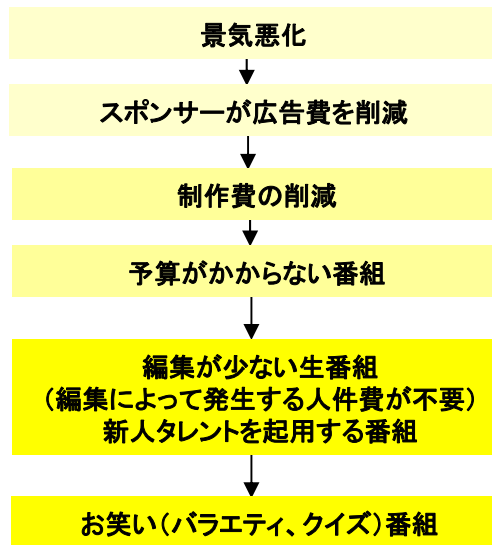 景気悪化
スポンサーが広告費を削減
制作費の削減
予算がかからない番組
編集が少ない生番組
（編集によって発生する人件費が不要）
新人タレントを起用する番組
お笑い（バラエティ、クイズ）番組